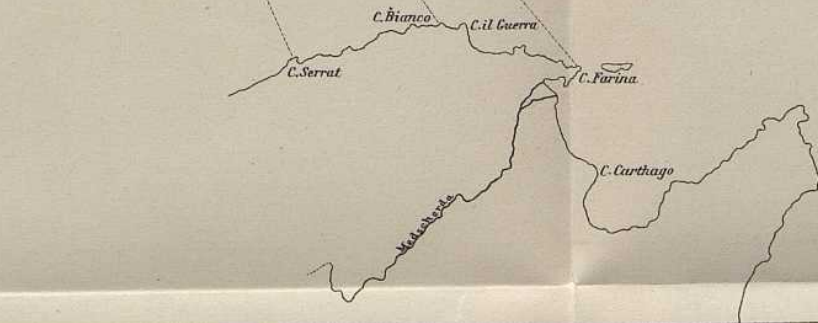 C. Bianco
C. il Guerra
C. Serrat
C. Farina
C. Carthago
Medscherda